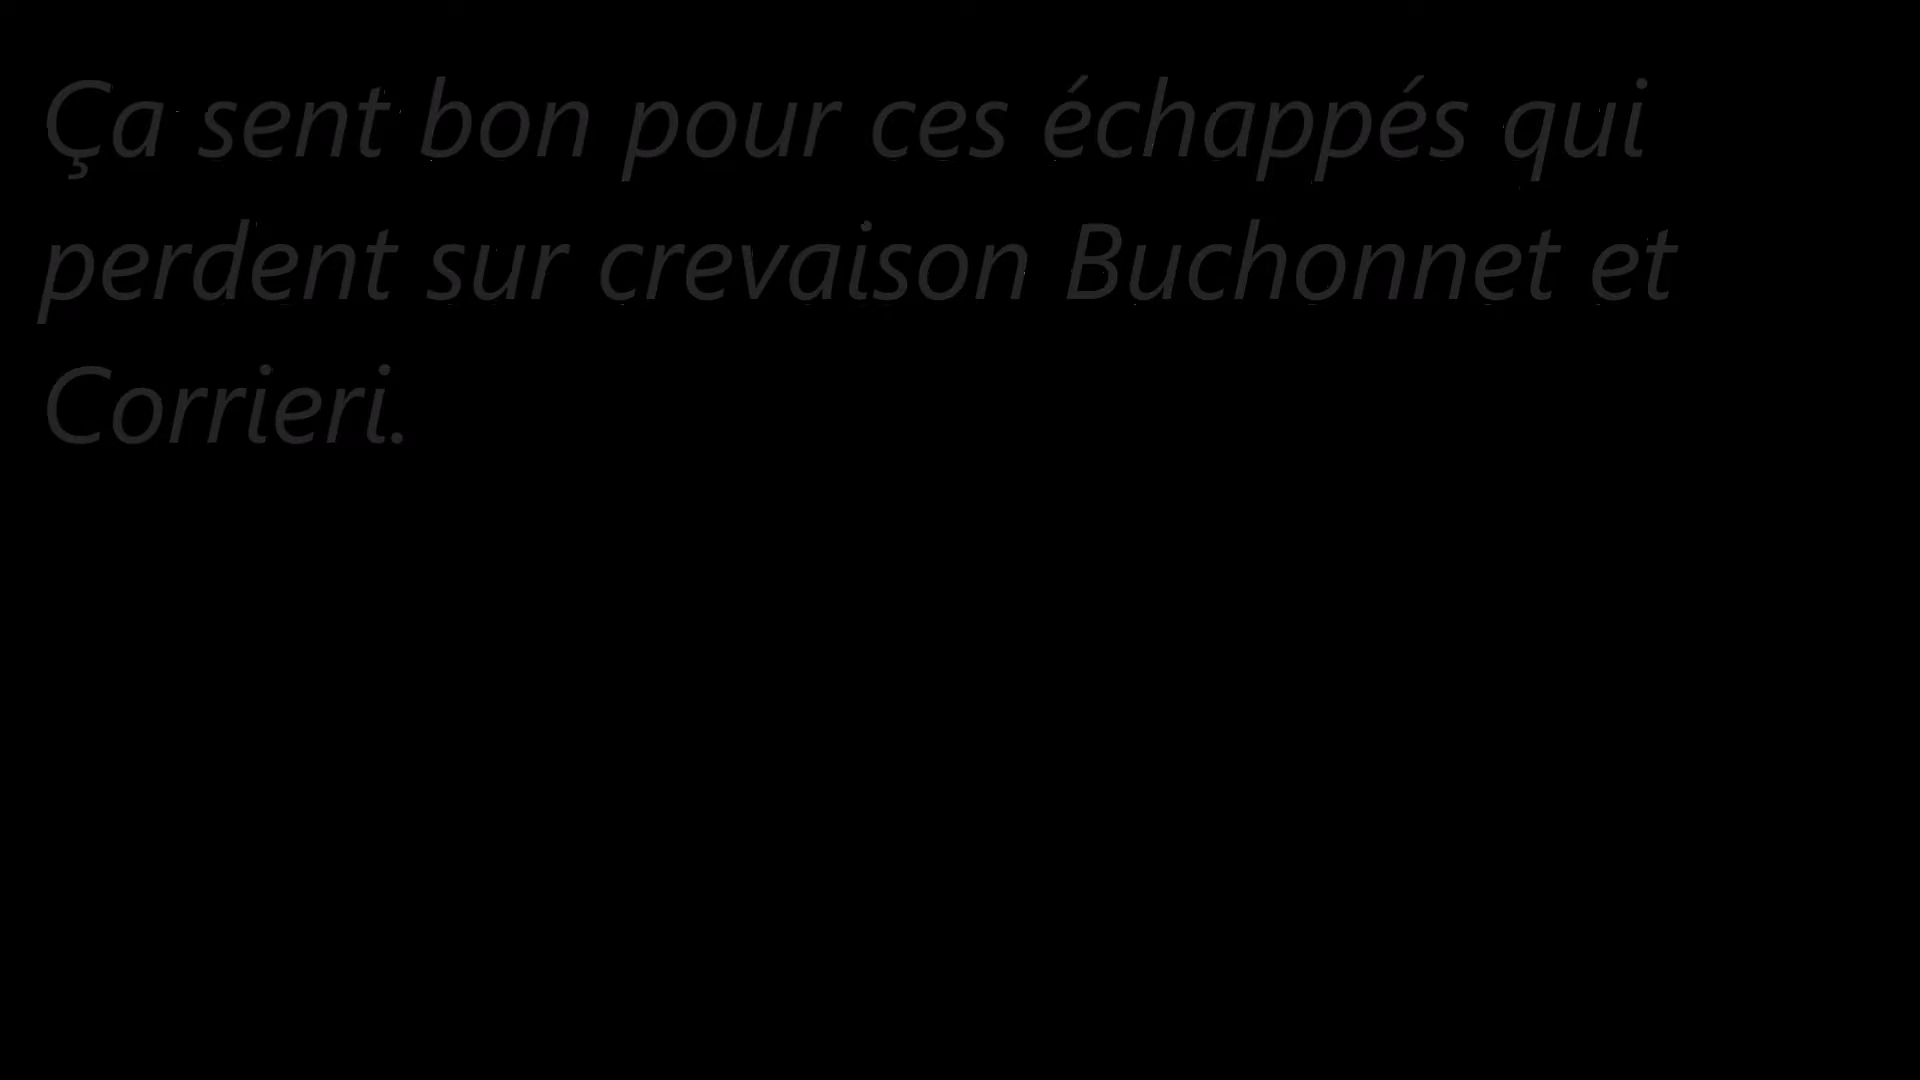 Ça sent bon pour ces échappés qui
perdent sur crevaison Buchonnet et
Corrieri.